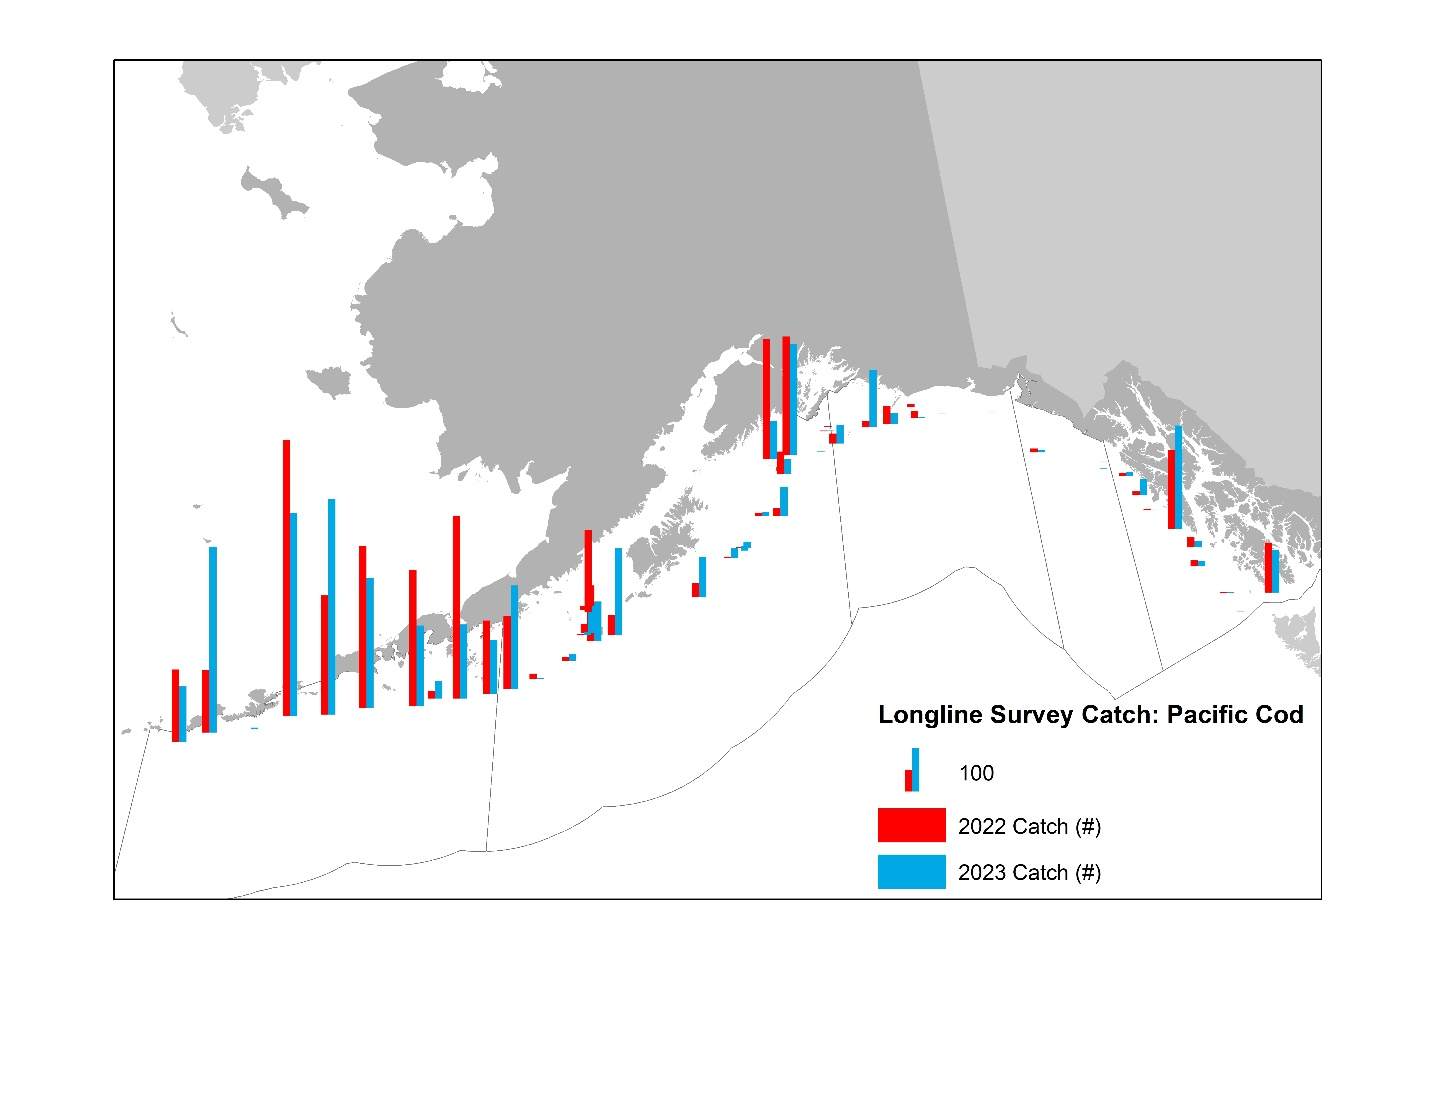 Longline Survey Catch: Pacific Cod
100
2022 Catch (#)
2023 Catch (#)